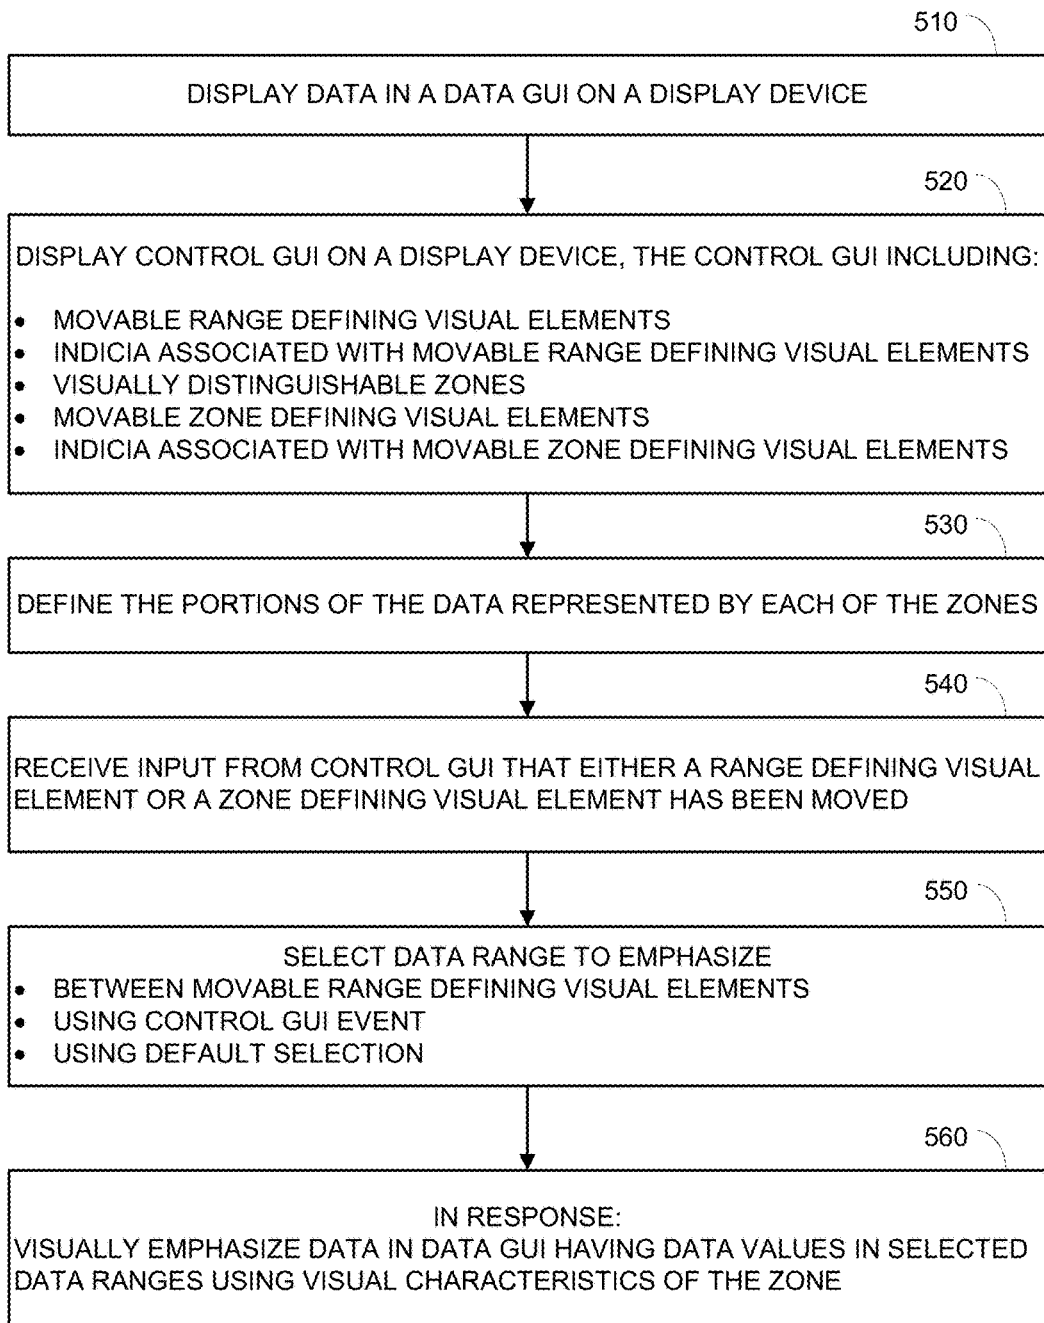 510
DISPLAY DATA IN A DATA GUI ON A DISPLAY DEVICE
520
DISPLAY CONTROL GUI ON A DISPLAY DEVICE, THE CONTROL GUI INCLUDING:
• MOVABLE RANGE DEFINING VISUAL ELEMENTS
• INDICIA ASSOCIATED WITH MOVABLE RANGE DEFINING VISUAL ELEMENTS
• VISUALLY DISTINGUISHABLE ZONES
• MOVABLE ZONE DEFINING VISUAL ELEMENTS
• INDICIA ASSOCIATED WITH MOVABLE ZONE DEFINING VISUAL ELEMENTS
530
DEFINE THE PORTIONS OF THE DATA REPRESENTED BY EACH OF THE ZONES
540
RECEIVE INPUT FROM CONTROL GUI THAT EITHER A RANGE DEFINING VISUAL
ELEMENT OR A ZONE DEFINING VISUAL ELEMENT HAS BEEN MOVED
550
SELECT DATA RANGE TO EMPHASIZE
• BETWEEN MOVABLE RANGE DEFINING VISUAL ELEMENTS
• USING CONTROL GUI EVENT
• USING DEFAULT SELECTION
560
IN RESPONSE:
VISUALLY EMPHASIZE DATA IN DATA GUI HAVING DATA VALUES IN SELECTED
DATA RANGES USING VISUAL CHARACTERISTICS OF THE ZONE